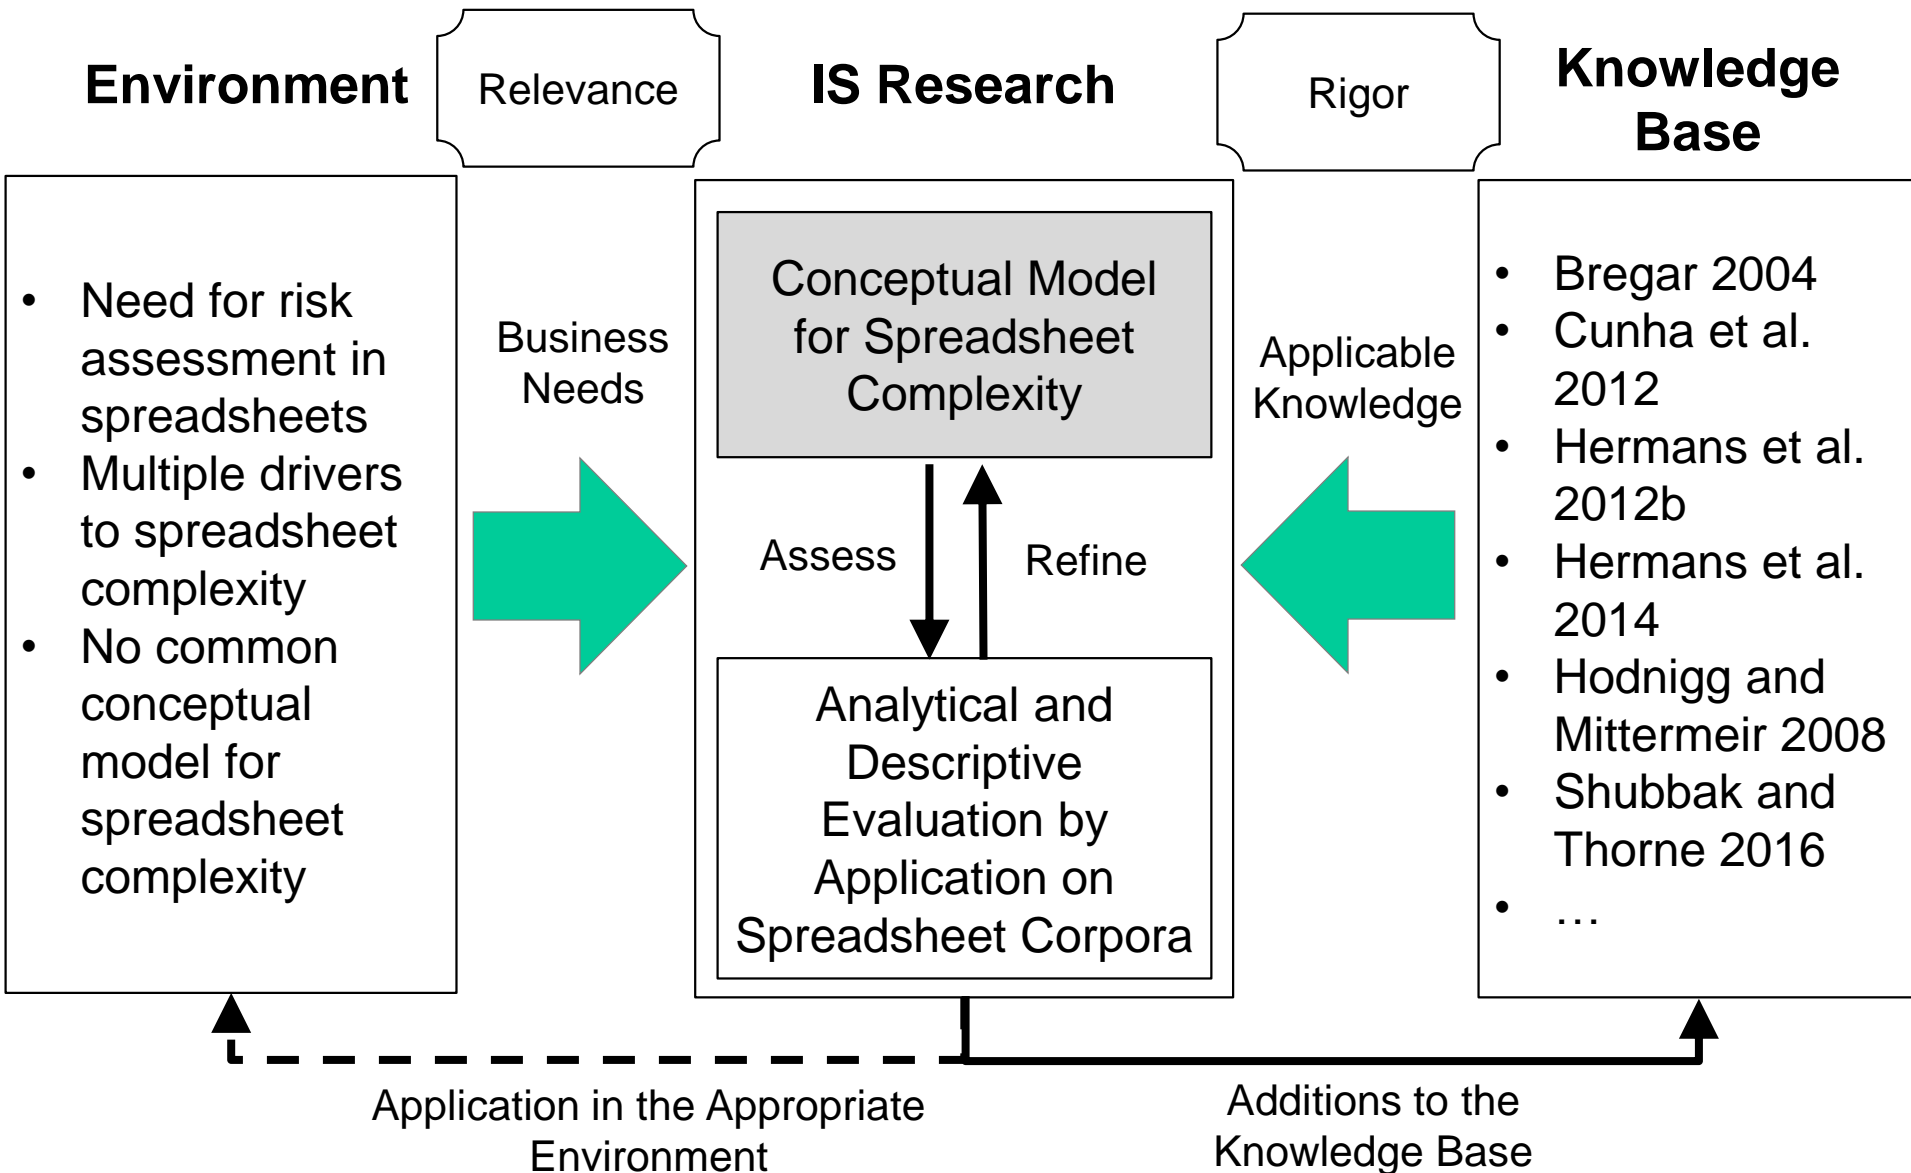 Environment
Relevance
IS Research
Rigor
Knowledge
Base
• Need for risk
assessment in
spreadsheets
• Multiple drivers
to spreadsheet
complexity
• No common
conceptual
model for
spreadsheet
complexity
Business
Needs
Conceptual Model
for Spreadsheet
Complexity
Assess
Refine
Analytical and
Descriptive
Evaluation by
Application on
Spreadsheet Corpora
Applicable
Knowledge
• Bregar 2004
• Cunha et al.
2012
• Hermans et al.
2012b
• Hermans et al.
2014
• Hodnigg and
Mittermeir 2008
• Shubbak and
Thorne 2016
• …
Application in the Appropriate
Environment
Additions to the
Knowledge Base